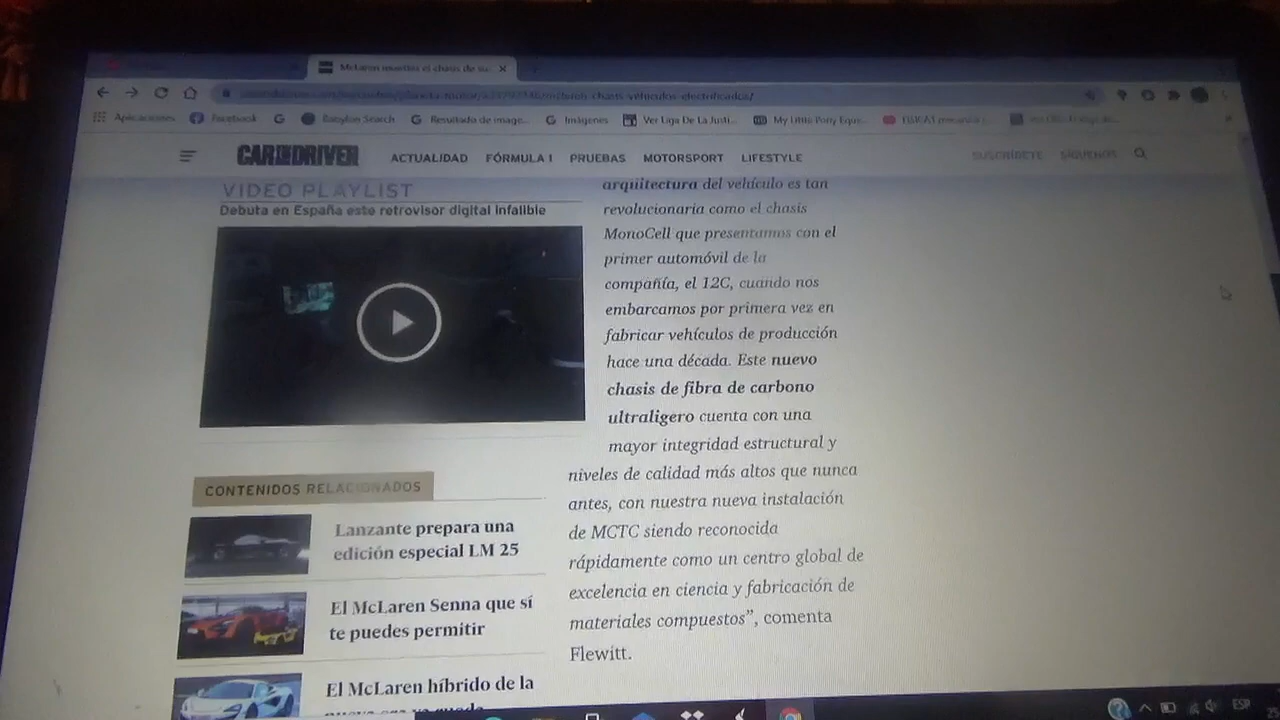 McLaren muestra el chasis de su...
Aplicaciones Facebook Babylon Search Resultado de image... Imágenes Ver Liga De La Justi... My Little Pony Eque...
CAR AND DRIVER ACTUALIDAD FÓRMULA 1 PRUEBAS MOTORSPORT LIFESTYLE SUSCRÍBETE SÍGUENOS
VIDEO PLAYLIST
Debuta en España este retrovisor digital infalible
CONTENIDOS RELACIONADOS
Lanzante prepara una
edición especial LM 25
El McLaren Senna que sí
te puedes permitir
El McLaren híbrido de la
arquitectura del vehículo es tan
revolucionaria como el chasis
MonoCell que presentamos con el
primer automóvil de la
compañía, el 12C, cuando nos
embarcamos por primera vez en
fabricar vehículos de producción
hace una década. Este nuevo
chasis de fibra de carbono
ultraligero cuenta con una
mayor integridad estructural y
niveles de calidad más altos que nunca
antes, con nuestra nueva instalación
de MCTC siendo reconocida
rápidamente como un centro global de
excelencia en ciencia y fabricación de
materiales compuestos”, comenta
Flewitt.
ESP